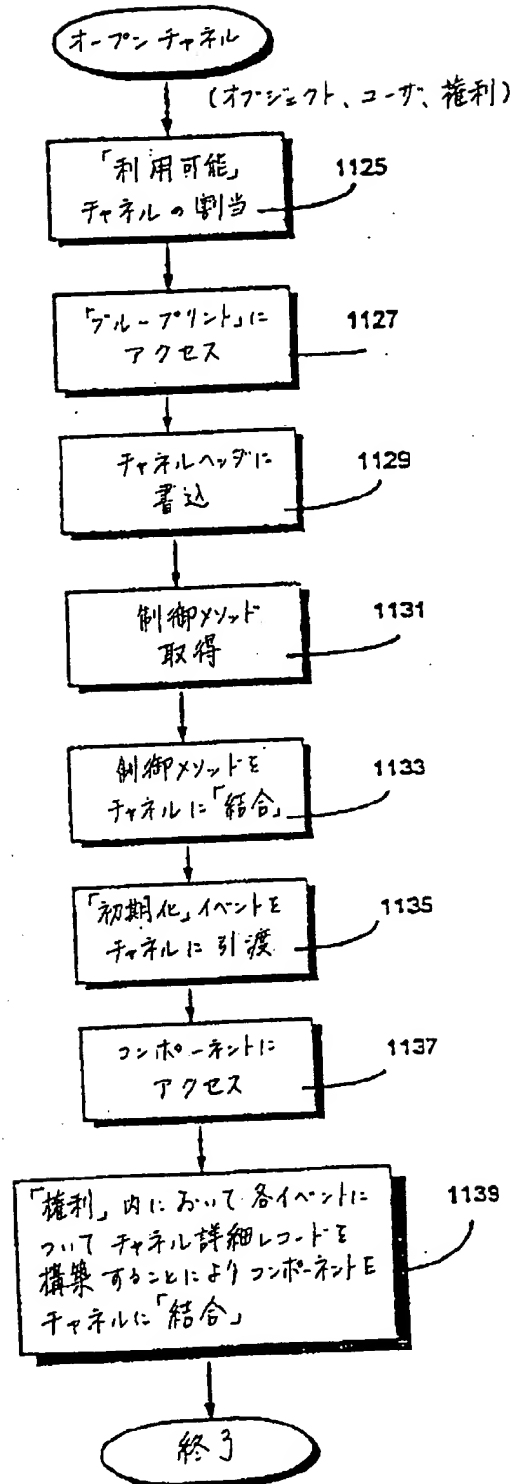 オープンチャネル
(オブジェクト、ユーザ、権利)
「利用可能」
チャネルの割当
1125
「ブループリント」に
アクセス
1127
チャネルヘッダに
書込
1129
制御メソッド
取得
1131
制御メソッドを
チャネルに「結合」
1133
「初期化」イベントを
チャネルに引渡
1135
コンポーネントに
アクセス
1137
「権利」内において各イベントに
ついてチャネル詳細レコードを
構築することによりコンポーネントを
チャネルに「結合」
1139
終了